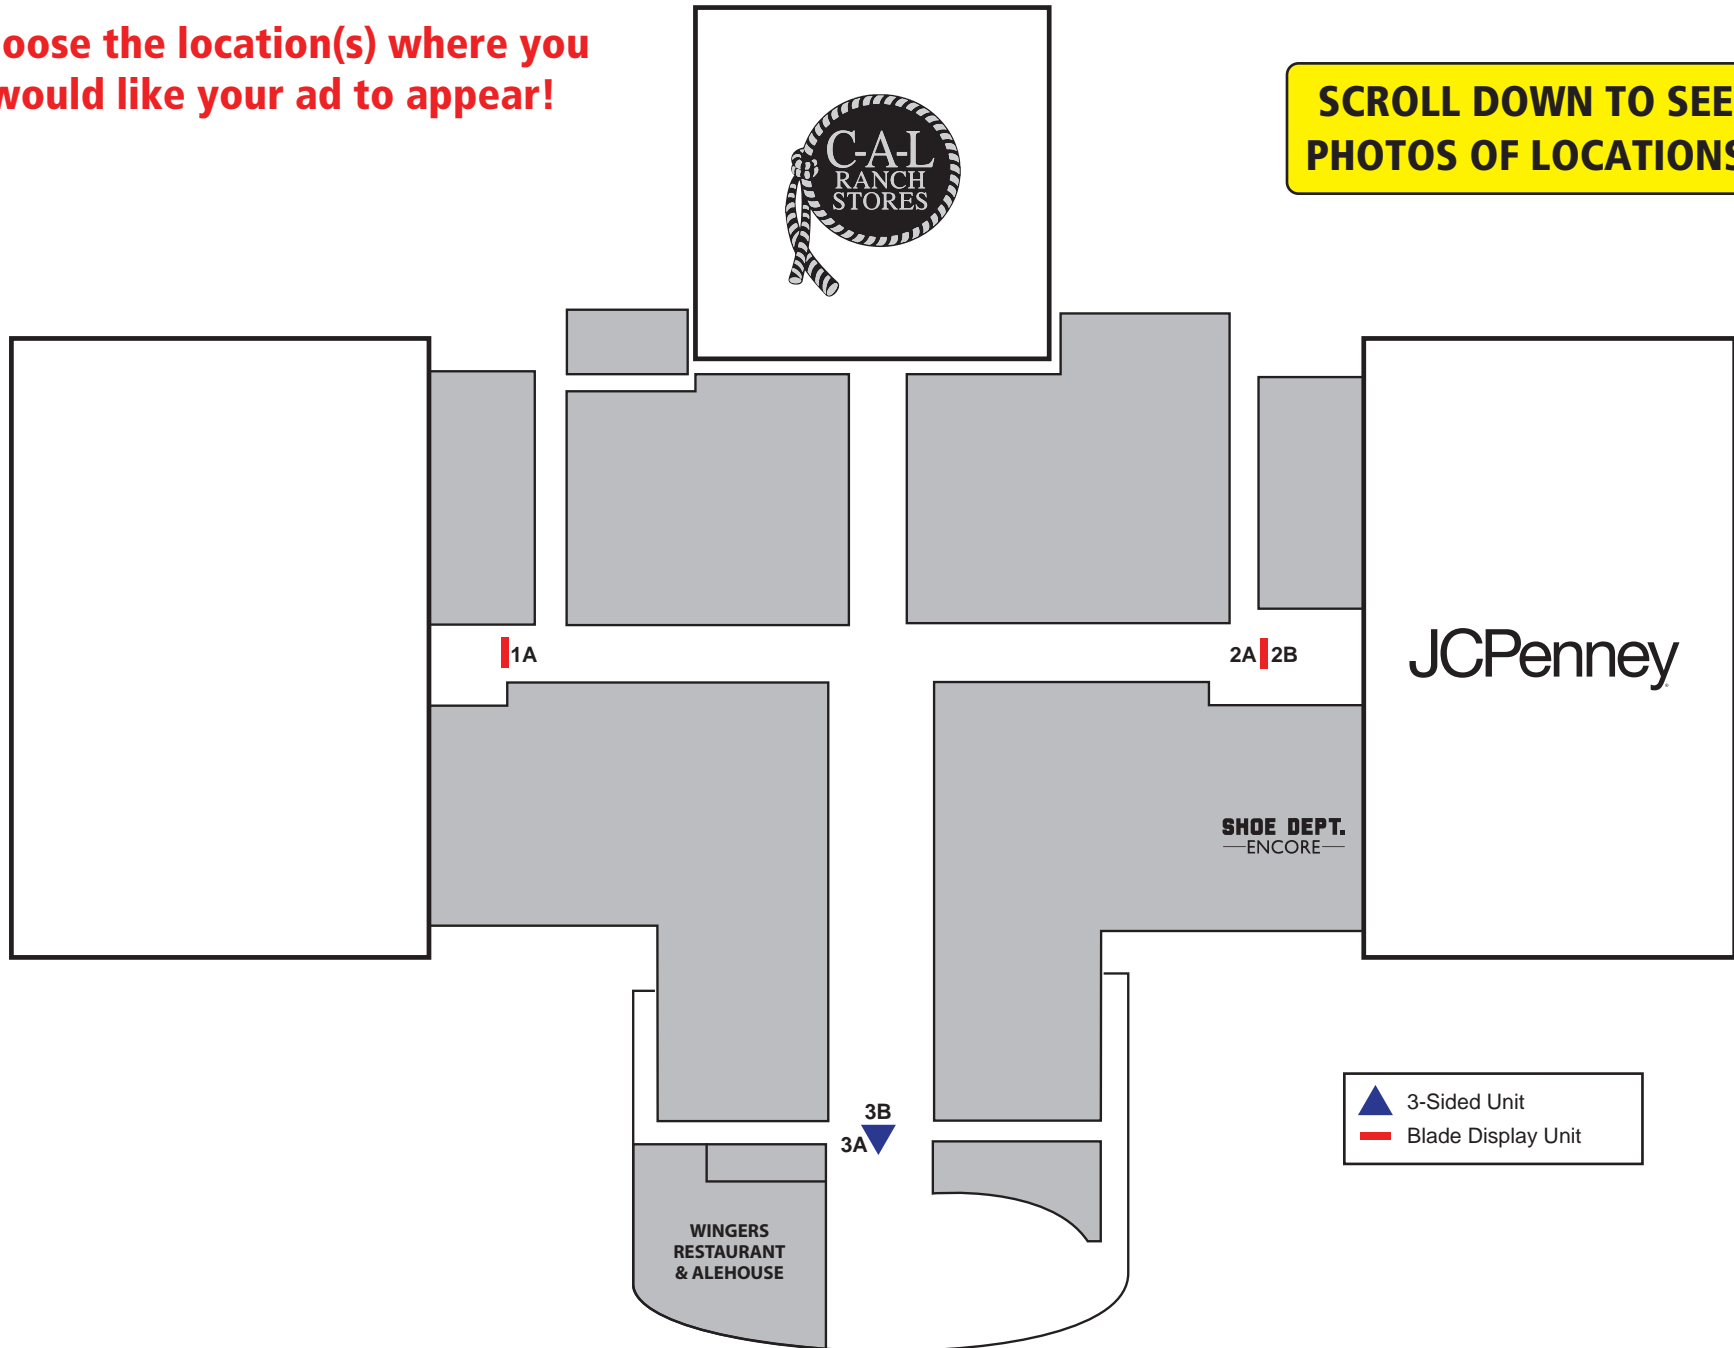 oose the location(s) where you
would like your ad to appear!
SCROLL DOWN TO SEE
PHOTOS OF LOCATIONS
C-A-L
RANCH
STORES
1A
2A 2B
JCPenney
SHOE DEPT.
ENCORE
3B
3A
3-Sided Unit
Blade Display Unit
WINGERS
RESTAURANT
& ALEHOUSE